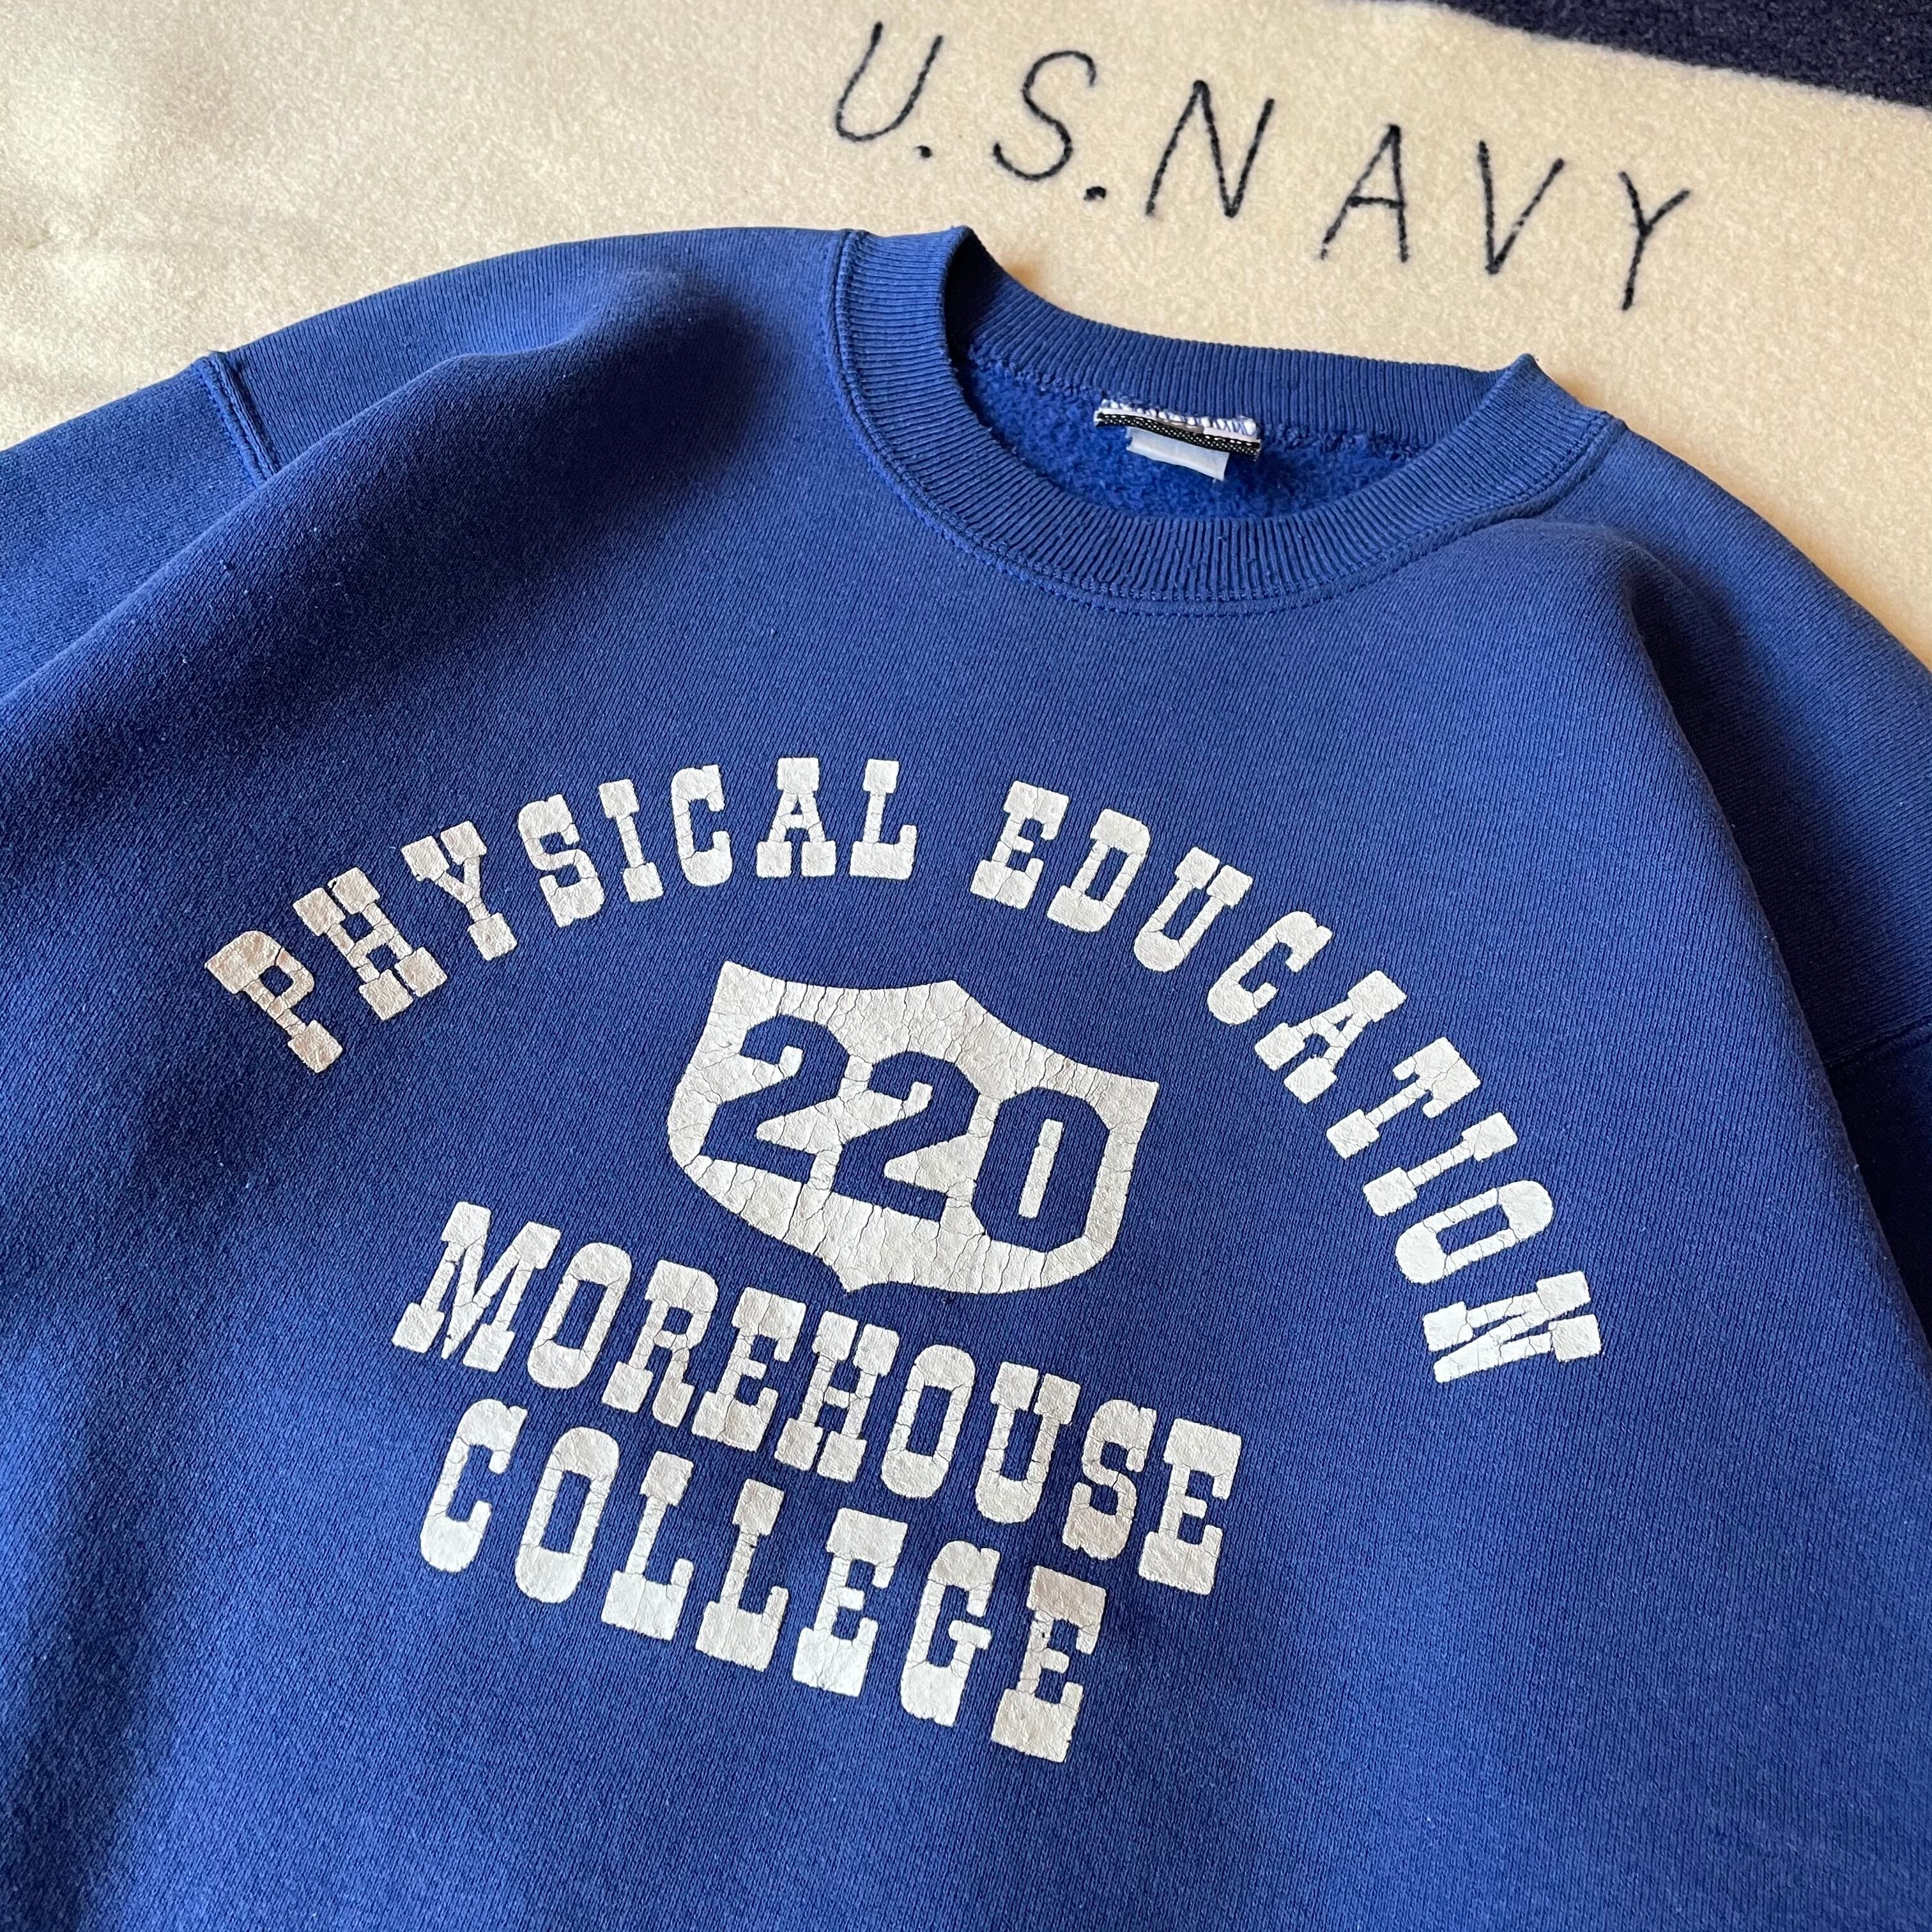 U.S.NAVY
PHYSICAL EDUCATION
220
MOREHOUSE
COLLEGE